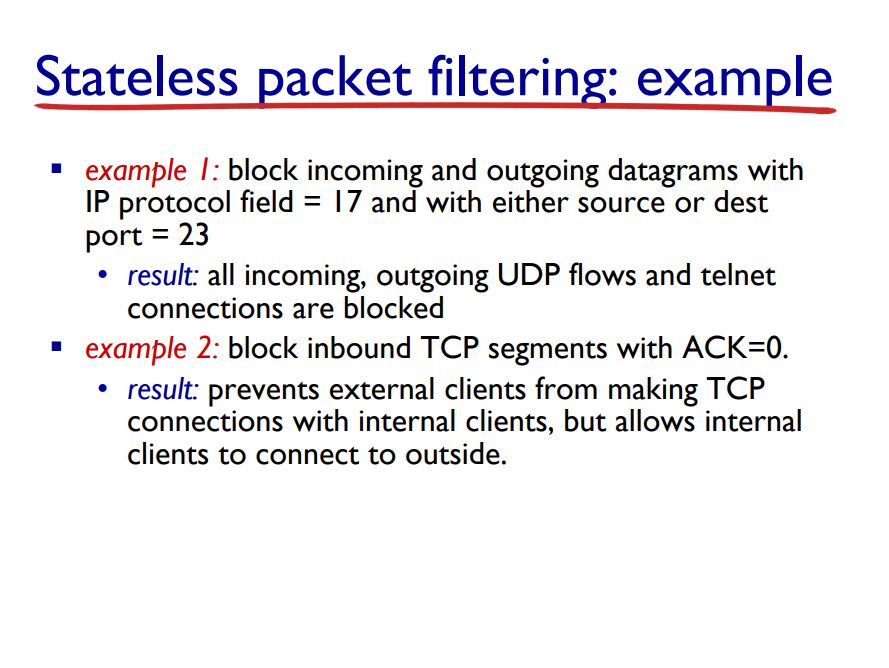 Stateless packet filtering: example
▪ example 1: block incoming and outgoing datagrams with
IP protocol field = 17 and with either source or dest
port = 23
• result: all incoming, outgoing UDP flows and telnet
connections are blocked
▪ example 2: block inbound TCP segments with ACK=0.
• result: prevents external clients from making TCP
connections with internal clients, but allows internal
clients to connect to outside.